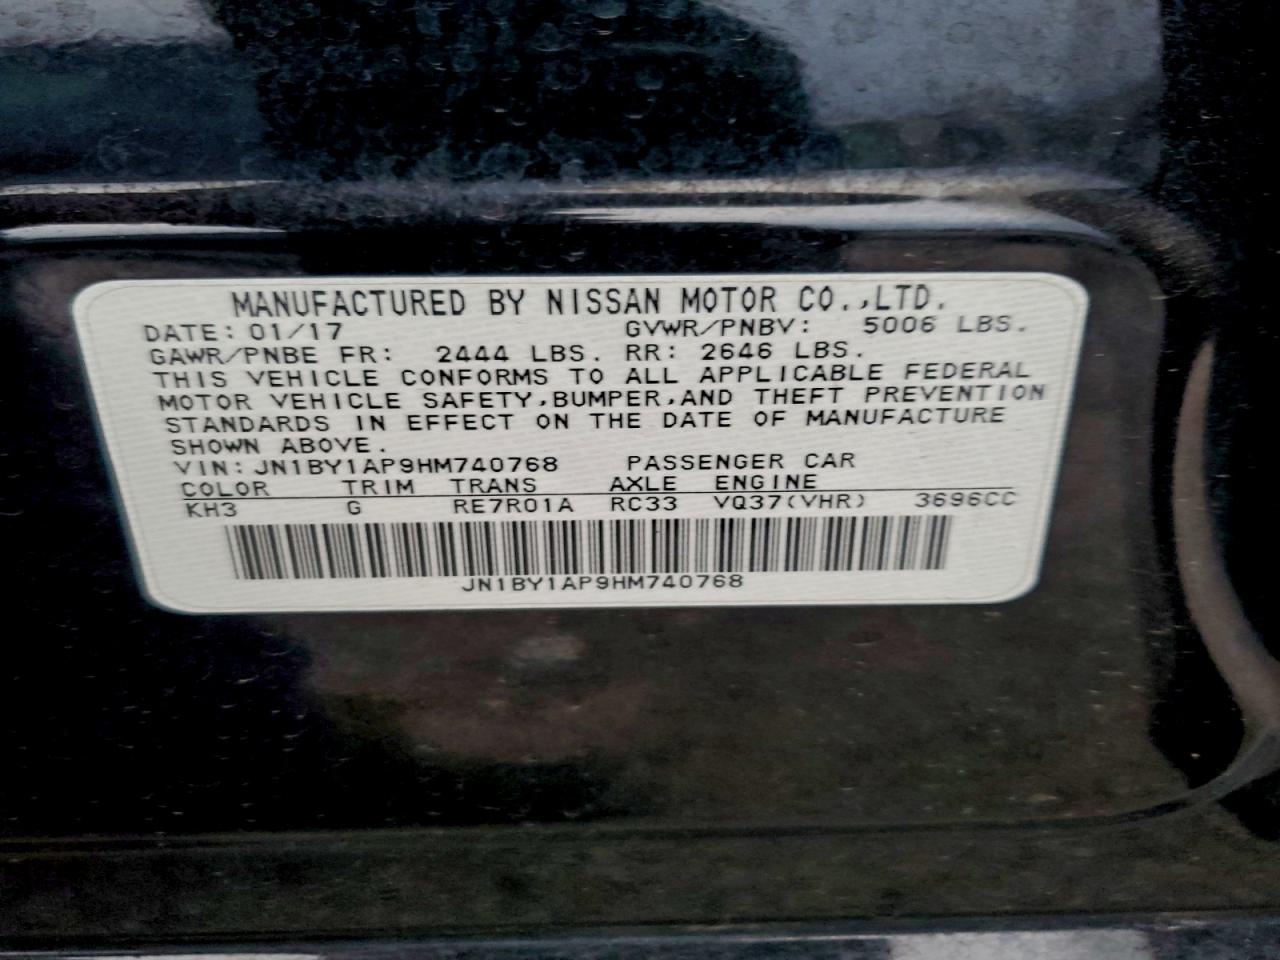 MANUFACTURED BY NISSAN MOTOR CO.,LTD.
DATE: 01/17 GVWR/PNBV: 5006 LBS.
GAWR/PNBE FR: 2444 LBS. RR: 2646 LBS.
THIS VEHICLE CONFORMS TO ALL APPLICABLE FEDERAL
MOTOR VEHICLE SAFETY,BUMPER,AND THEFT PREVENTION
STANDARDS IN EFFECT ON THE DATE OF MANUFACTURE
SHOWN ABOVE.
VIN: JN1BY1AP9HM740768 PASSENGER CAR
COLOR TRIM TRANS AXLE ENGINE
KH3 G RE7R01A RC33 VQ37(VHR) 3696CC
JN1BY1AP9HM740768